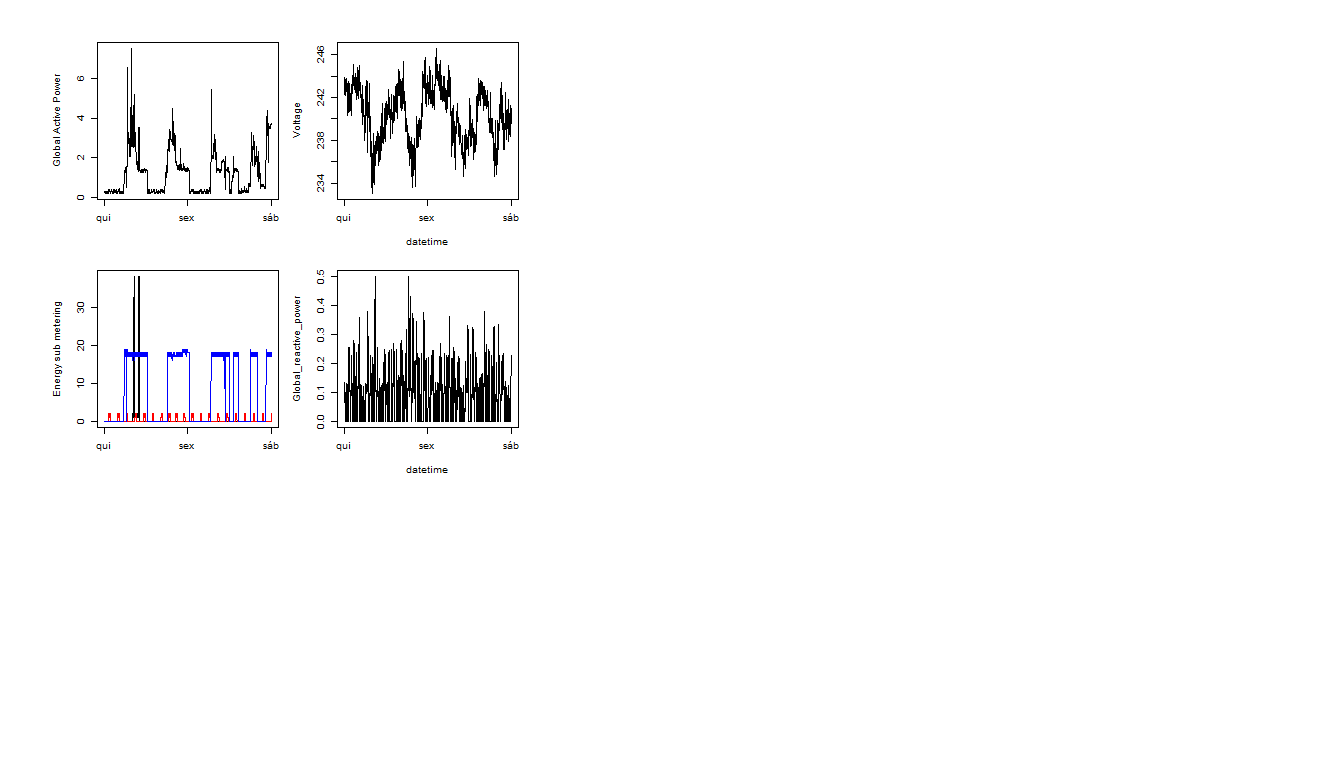 Global Active Power
6
4
2
0
qui sex sáb
Voltage
246
242
238
234
qui sex sáb
datetime
Energy sub metering
30
20
10
0
qui sex sáb
Global_reactive_power
0.5
0.4
0.3
0.2
0.1
0.0
qui sex sáb
datetime